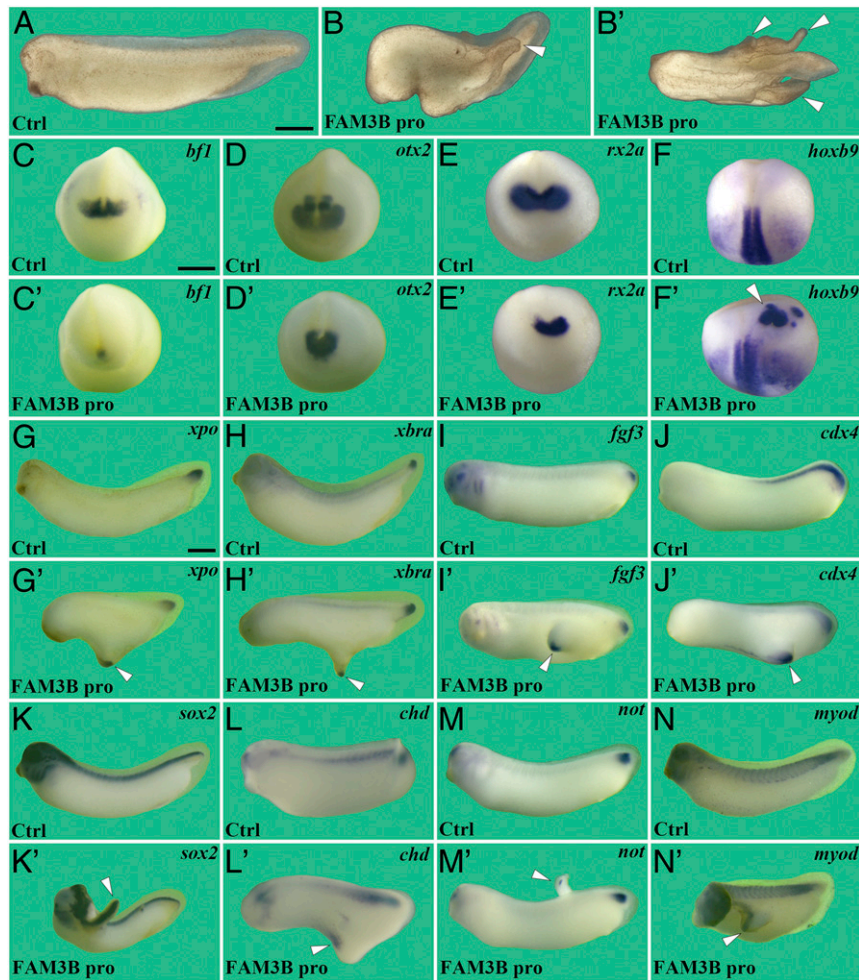 A
Ctrl
B
FAM3B pro
B'
FAM3B pro
C
bf1
Ctrl
D
otx2
Ctrl
E
rx2a
Ctrl
F
hoxb9
Ctrl
C'
bf1
FAM3B pro
D'
otx2
FAM3B pro
E'
rx2a
FAM3B pro
F'
hoxb9
FAM3B pro
G
xpo
Ctrl
H
xbra
Ctrl
I
fgf3
Ctrl
J
cdx4
Ctrl
G'
xpo
FAM3B pro
H'
xbra
FAM3B pro
I'
fgf3
FAM3B pro
J'
cdx4
FAM3B pro
K
sox2
Ctrl
L
chd
Ctrl
M
not
Ctrl
N
myod
Ctrl
K'
sox2
FAM3B pro
L'
chd
FAM3B pro
M'
not
FAM3B pro
N'
myod
FAM3B pro